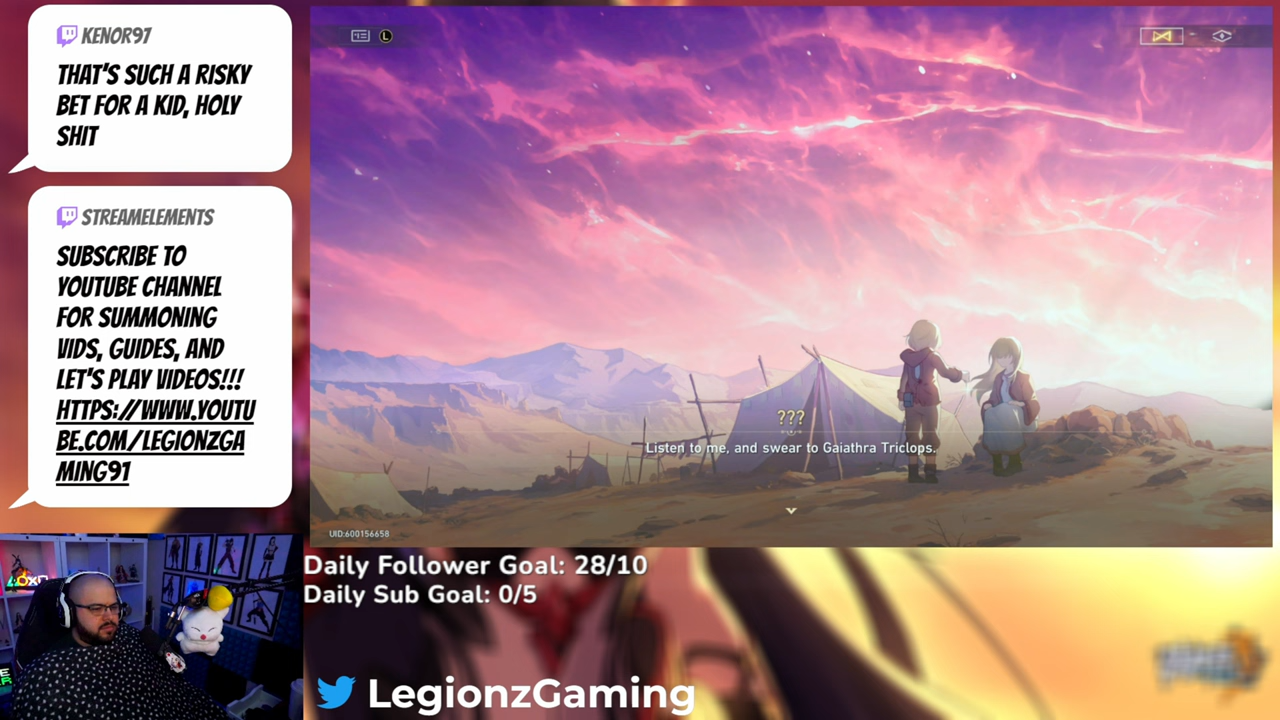 KENOR97
THAT'S SUCH A RISKY
BET FOR A KID, HOLY
SHIT
STREAMELEMENTS
SUBSCRIBE TO
YOUTUBE CHANNEL
FOR SUMMONING
VIDS, GUIDES, AND
LET'S PLAY VIDEOS!!!
HTTPS://WWW.YOUTU
BE.COM/LEGIONZGA
MING91
L
???
Listen to me, and swear to Gaiathra Triclops.
UID:600156658
Daily Follower Goal: 28/10
Daily Sub Goal: 0/5
LegionzGaming